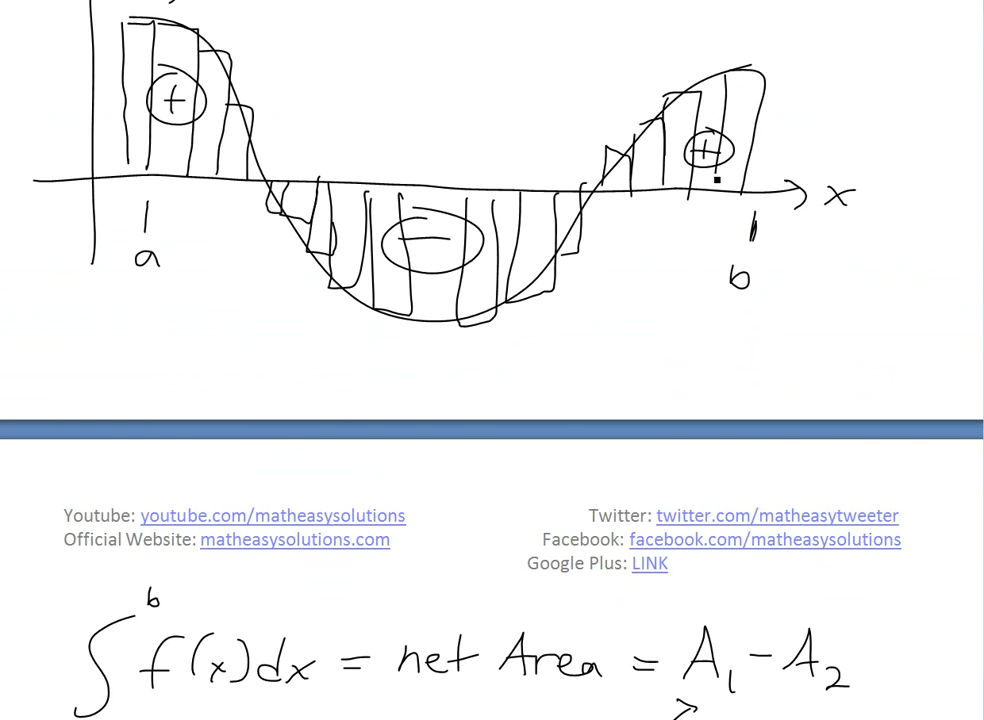 +
+
x
−
a
b
Youtube: youtube.com/matheasysolutions
Twitter: twitter.com/matheasytweeter
Official Website: matheasysolutions.com
Facebook: facebook.com/matheasysolutions
Google Plus: LINK
b
∫ f(x)dx = net Area = A₁ - A₂